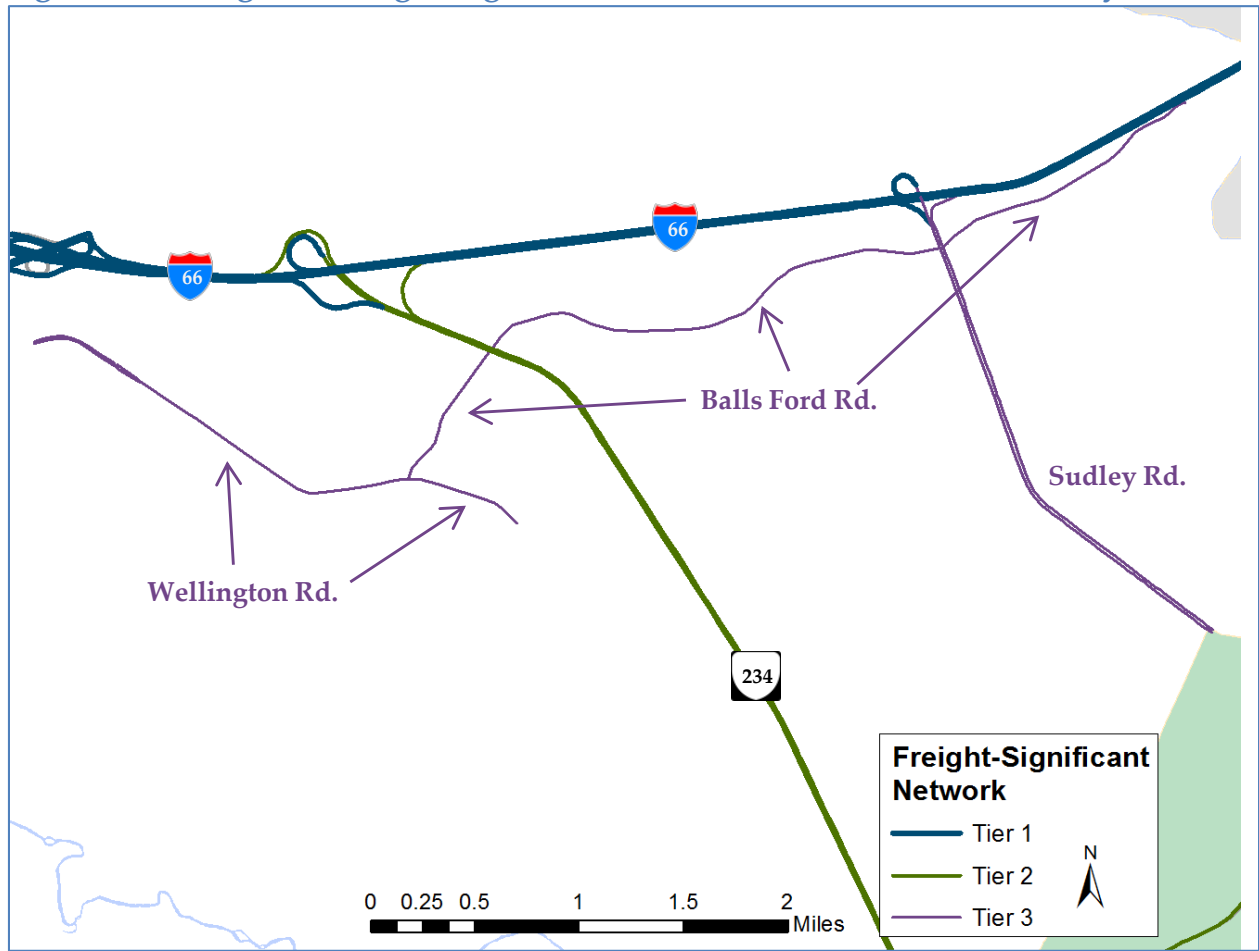 66
66
Balls Ford Rd.
Sudley Rd.
Wellington Rd.
234
Freight-Significant
Network
Tier 1
Tier 2
Tier 3
N
0 0.25 0.5 1 1.5 2
Miles